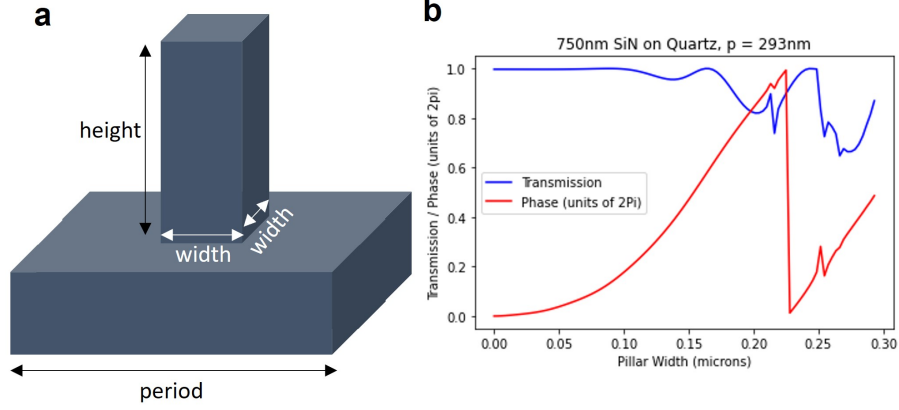 a
height
width
width
period
b
750nm SiN on Quartz, p = 293nm
Transmission / Phase (units of 2pi)
1.0
0.8
0.6
0.4
0.2
0.0
Transmission
Phase (units of 2Pi)
0.00 0.05 0.10 0.15 0.20 0.25 0.30
Pillar Width (microns)